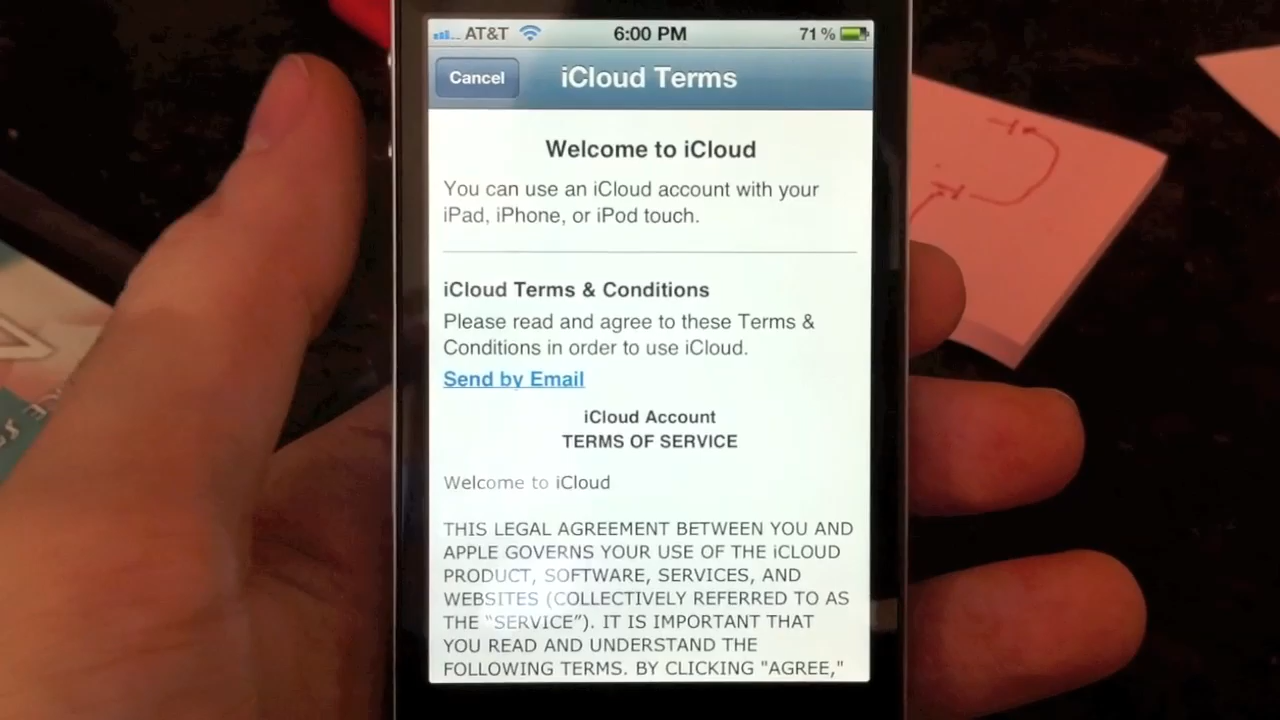 AT&T 6:00 PM 71%
Cancel iCloud Terms
Welcome to iCloud
You can use an iCloud account with your
iPad, iPhone, or iPod touch.
iCloud Terms & Conditions
Please read and agree to these Terms &
Conditions in order to use iCloud.
Send by Email
iCloud Account
TERMS OF SERVICE
Welcome to iCloud
THIS LEGAL AGREEMENT BETWEEN YOU AND
APPLE GOVERNS YOUR USE OF THE iCLOUD
PRODUCT, SOFTWARE, SERVICES, AND
WEBSITES (COLLECTIVELY REFERRED TO AS
THE “SERVICE”). IT IS IMPORTANT THAT
YOU READ AND UNDERSTAND THE
FOLLOWING TERMS. BY CLICKING "AGREE,"